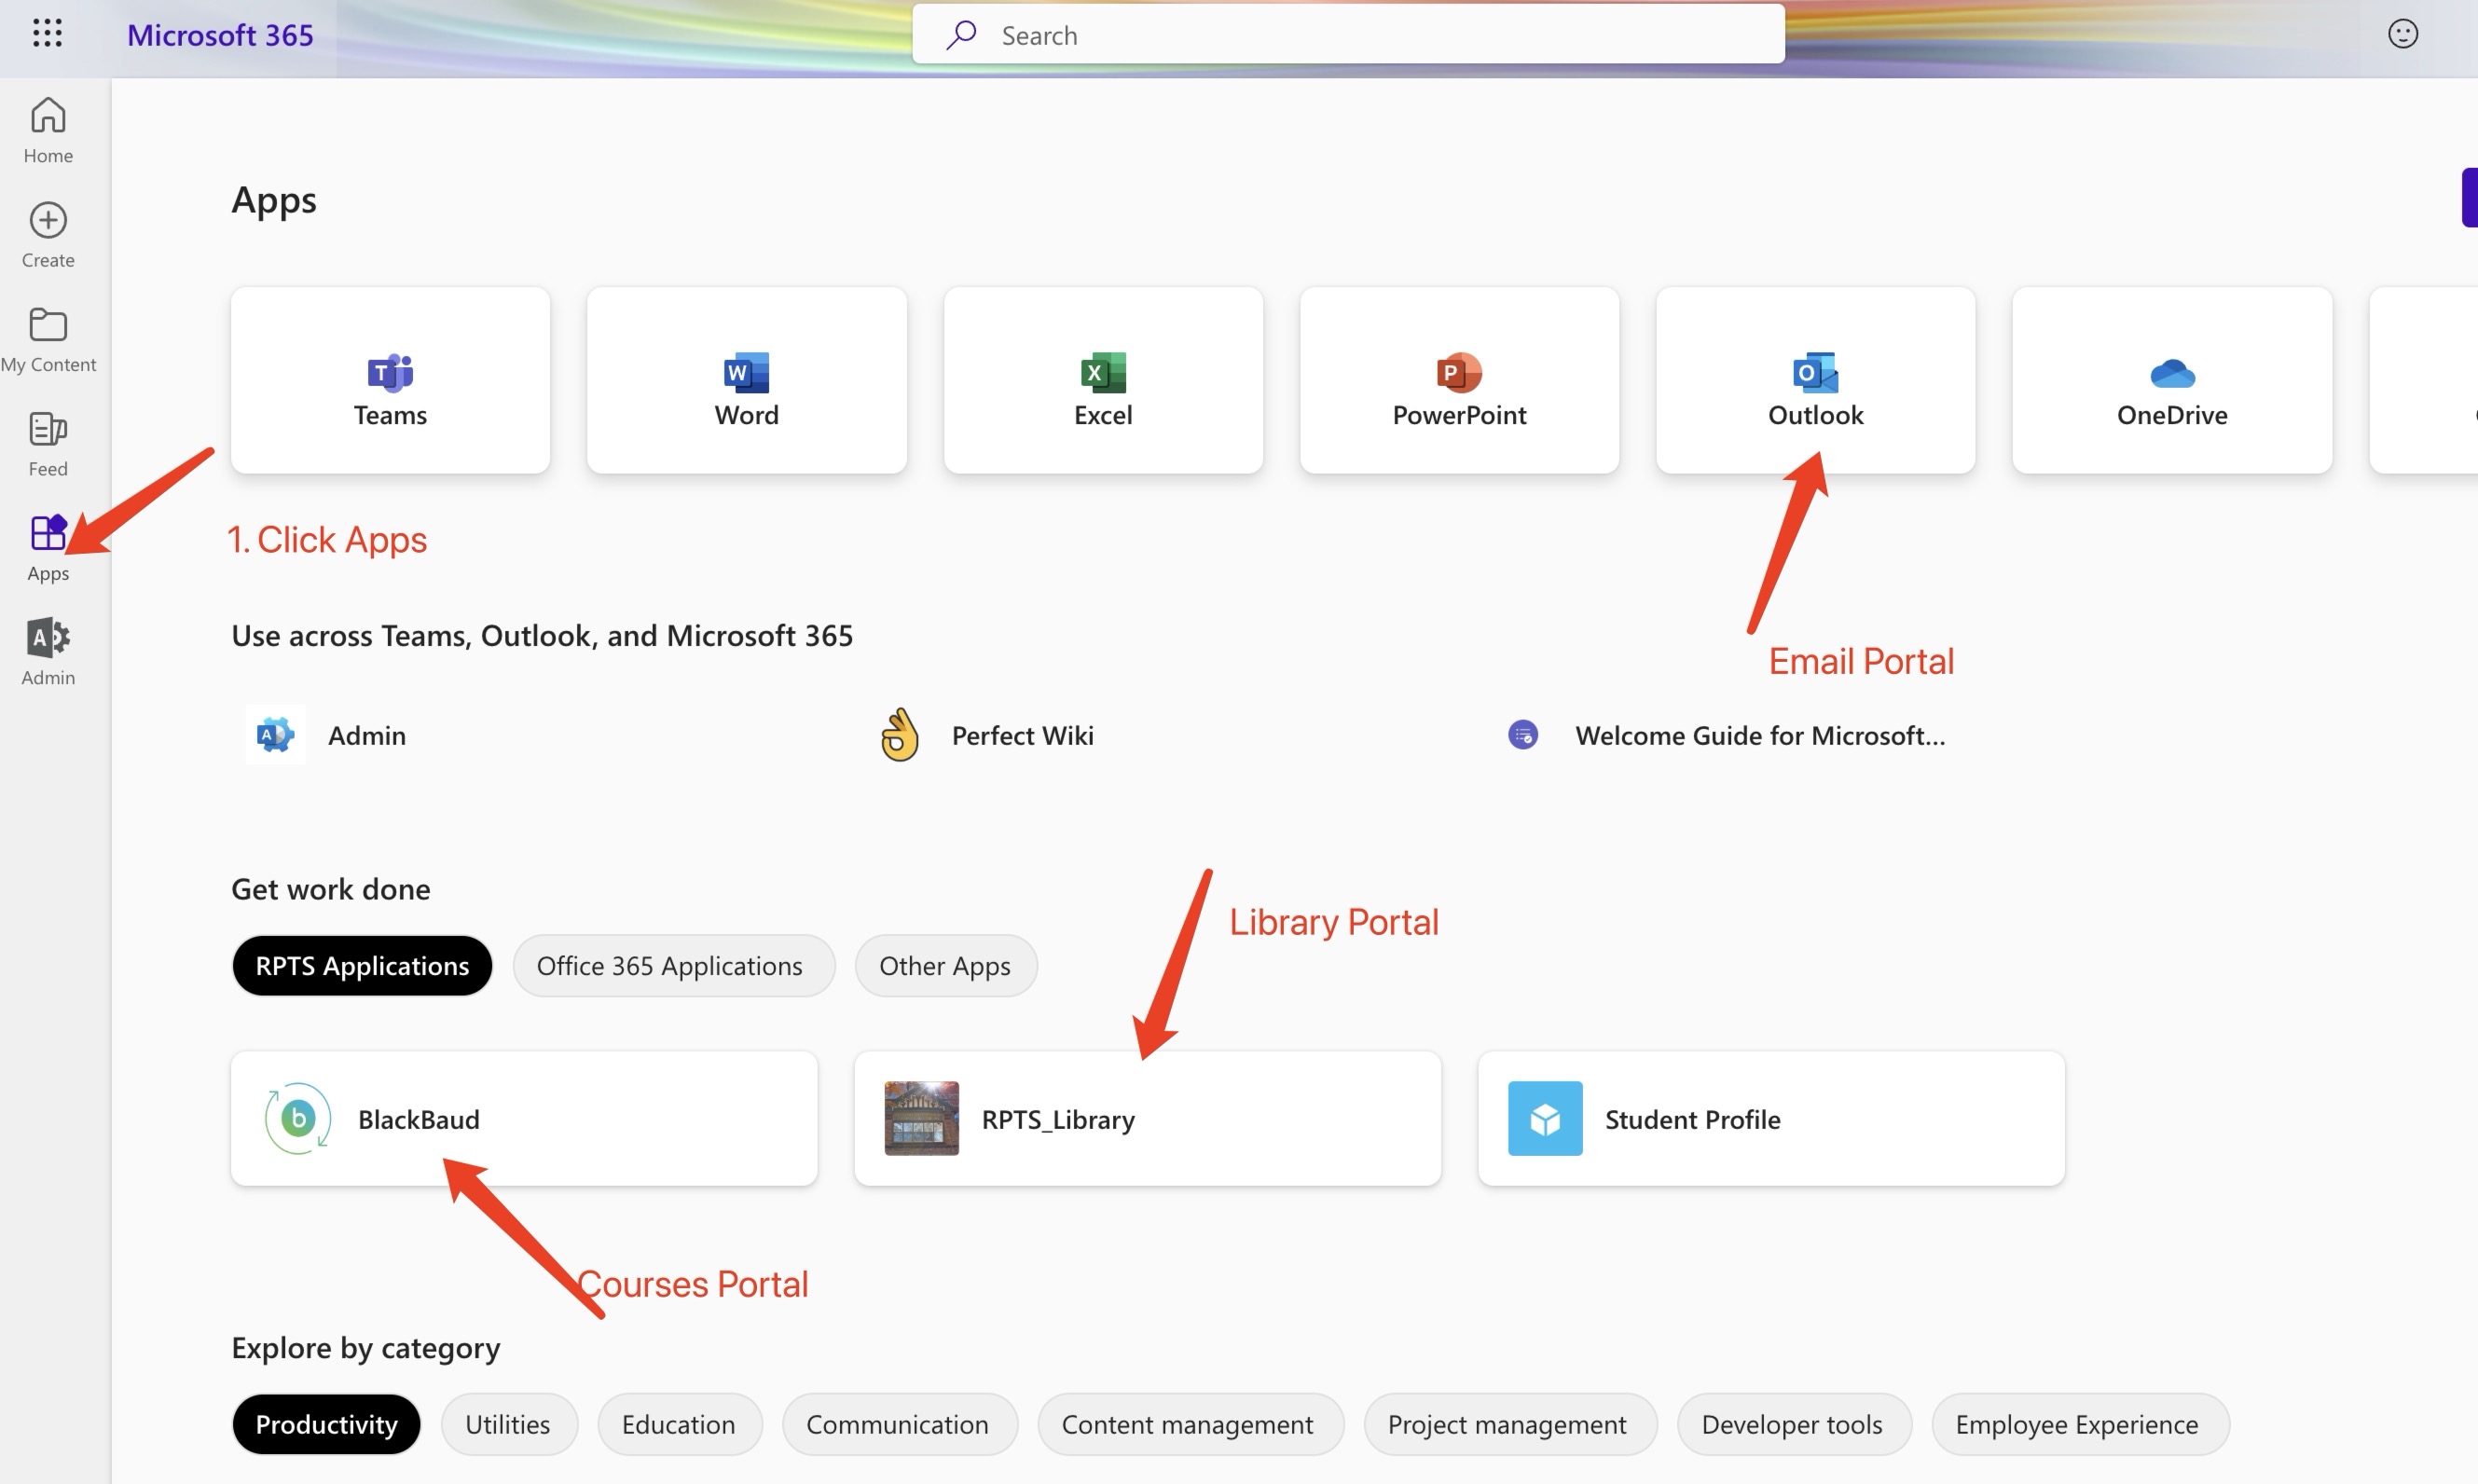 Microsoft 365
Search
Home
Create
My Content
Feed
Apps
Admin
Apps
Teams
Word
Excel
PowerPoint
Outlook
OneDrive
1. Click Apps
Email Portal
Use across Teams, Outlook, and Microsoft 365
Admin
Perfect Wiki
Welcome Guide for Microsoft...
Get work done
Library Portal
RPTS Applications
Office 365 Applications
Other Apps
BlackBaud
RPTS_Library
Student Profile
Courses Portal
Explore by category
Productivity
Utilities
Education
Communication
Content management
Project management
Developer tools
Employee Experience